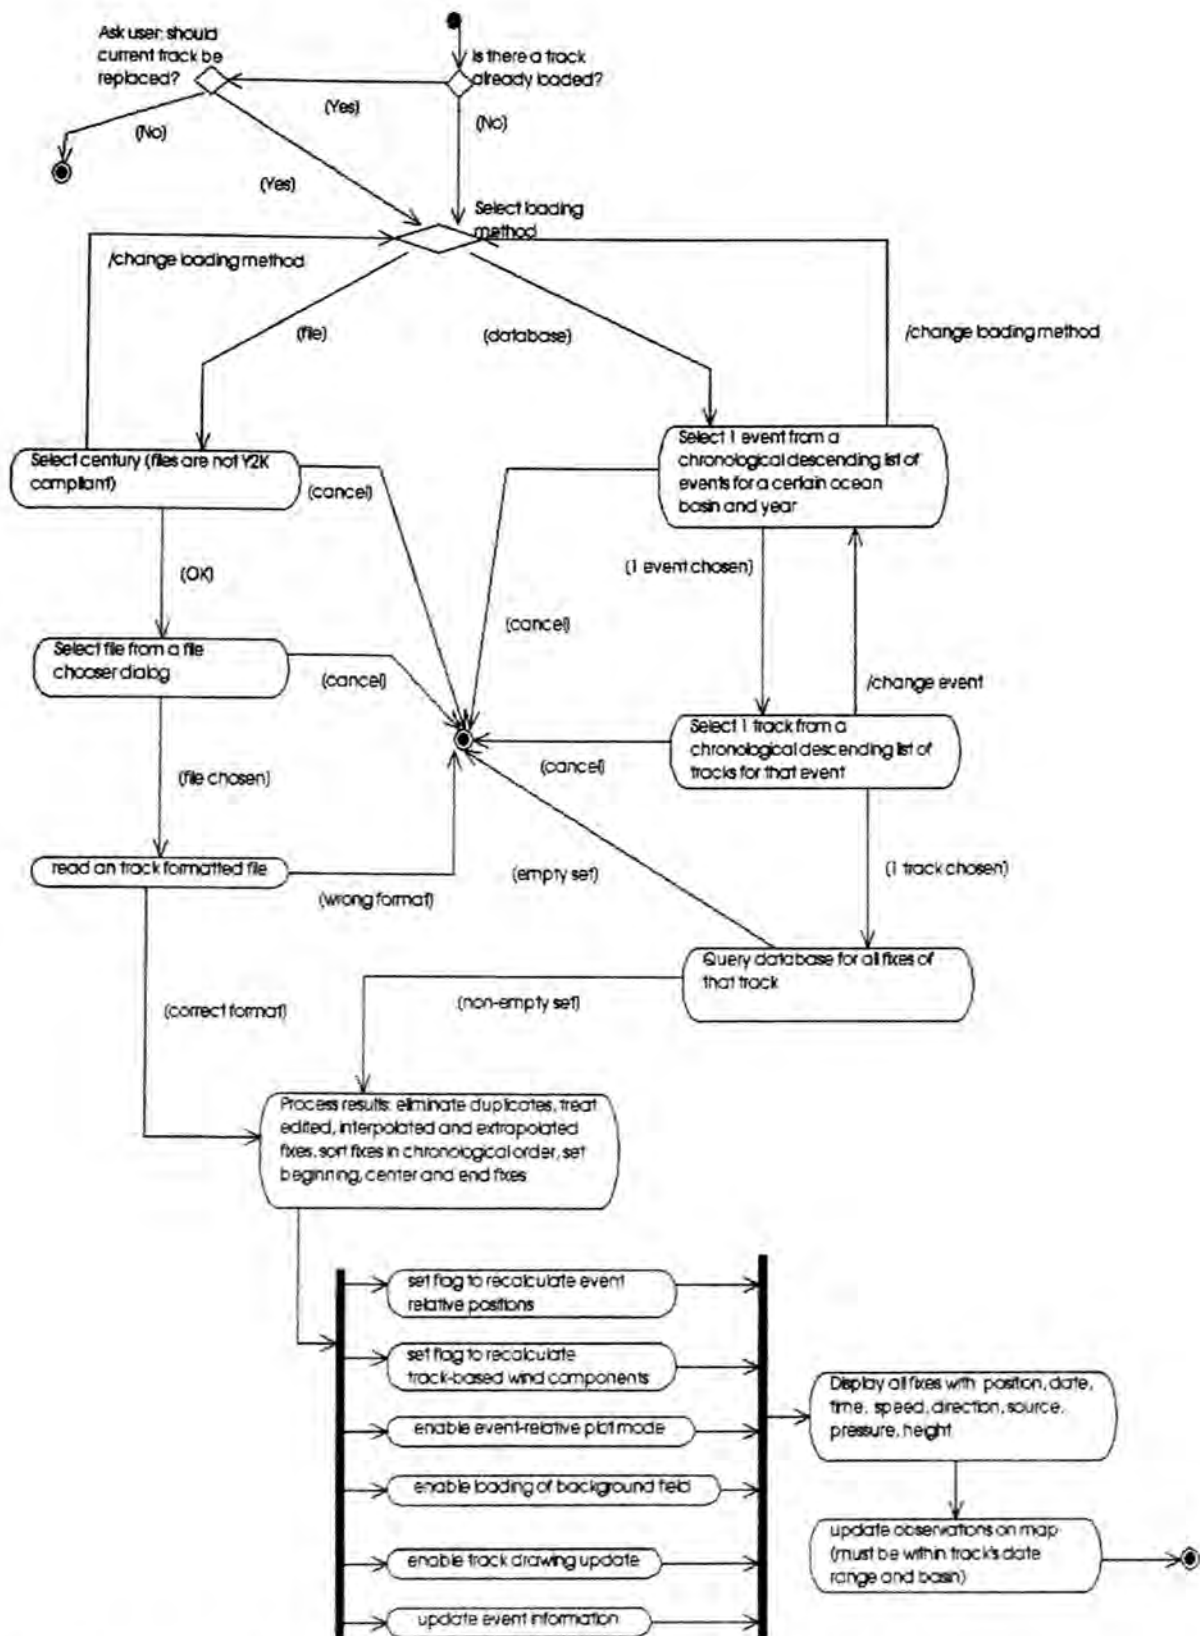 Ask user: should
current track be
replaced?
Is there a track
already loaded?
(Yes)
(No)
(No)
(Yes)
Select loading
method
/change loading method
(file)
(database)
/change loading method
Select century (files are not Y2K
compliant)
(cancel)
Select 1 event from a
chronological descending list of
events for a certain ocean
basin and year
(OK)
(1 event chosen)
(cancel)
Select file from a file
chooser dialog
(cancel)
/change event
Select 1 track from a
chronological descending list of
tracks for that event
(cancel)
(file chosen)
read an track formatted file
(wrong format)
(empty set)
(1 track chosen)
Query database for all fixes of
that track
(correct format)
(non-empty set)
Process results: eliminate duplicates, treat
edited, interpolated and extrapolated
fixes, sort fixes in chronological order, set
beginning, center and end fixes
set flag to recalculate event
relative positions
set flag to recalculate
track-based wind components
enable event-relative plot mode
enable loading of background field
enable track drawing update
update event information
Display all fixes with position, date,
time, speed, direction, source,
pressure, height
update observations on map
(must be within track's date
range and basin)